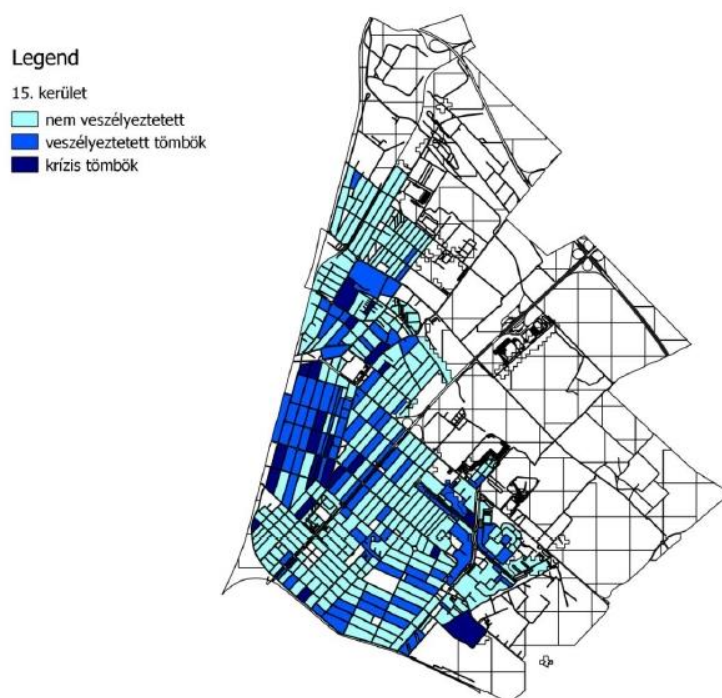 Legend
15. kerület
nem veszélyeztetett
veszélyeztetett tömbök
krízis tömbök